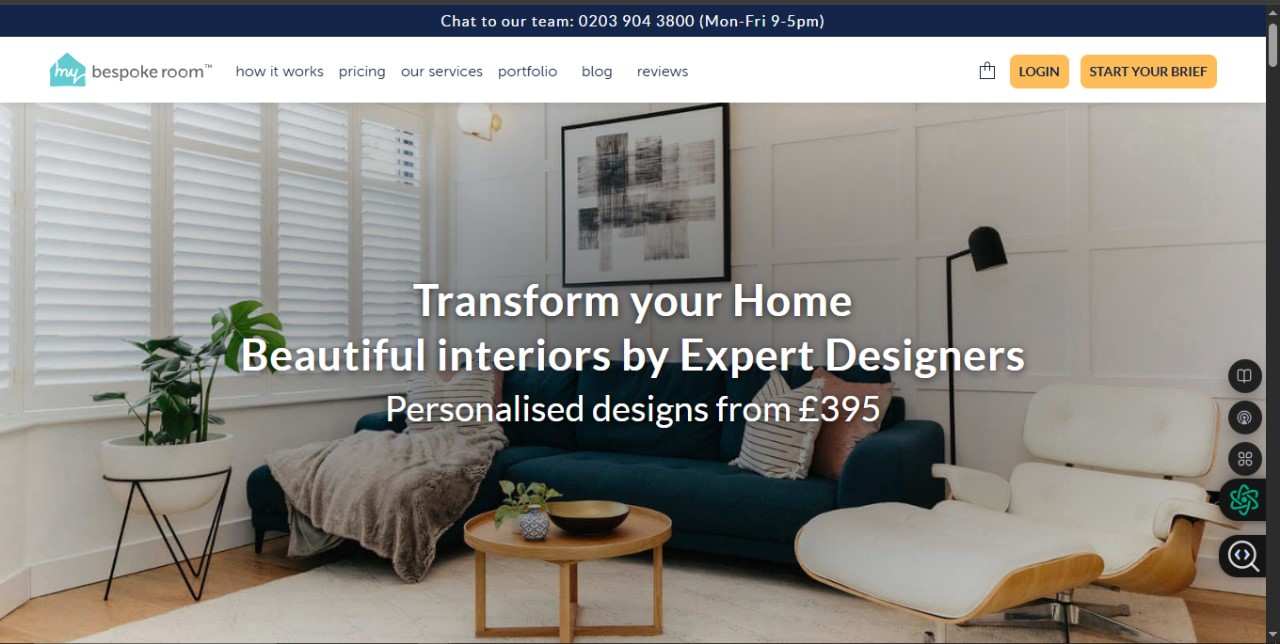 Chat to our team: 0203 904 3800 (Mon-Fri 9-5pm)
my bespoke room™
how it works
pricing
our services
portfolio
blog
reviews
LOGIN
START YOUR BRIEF
Transform your Home
Beautiful interiors by Expert Designers
Personalised designs from £395